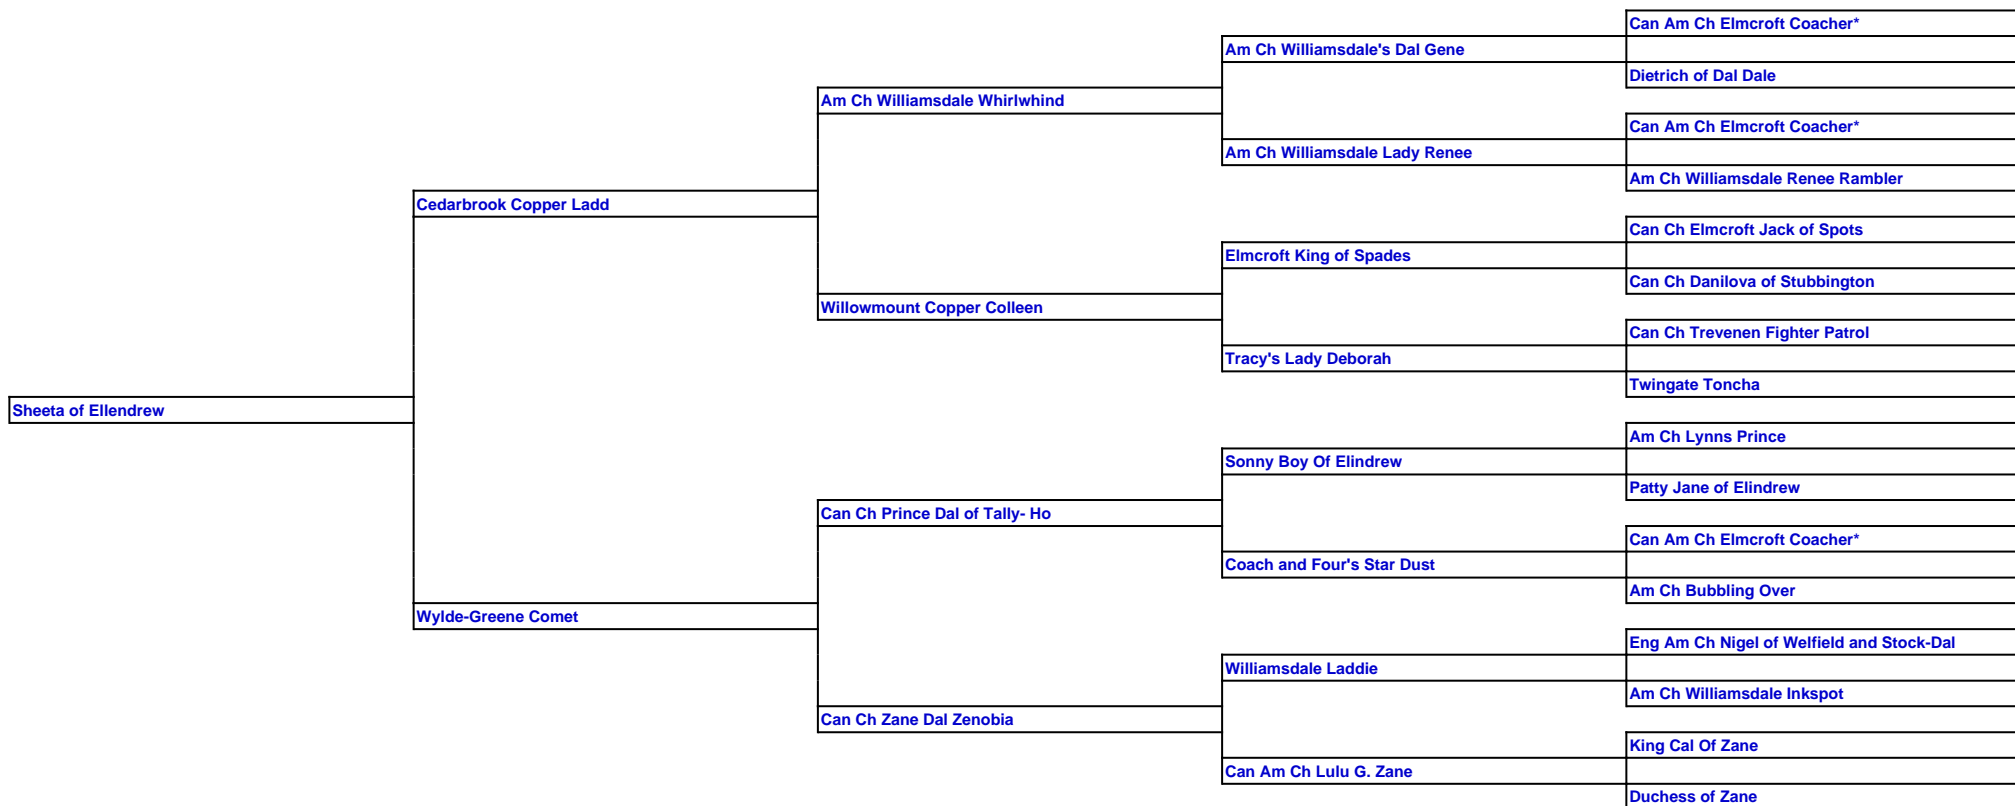 Can Am Ch Elmcroft Coacher*
Am Ch Williamsdale's Dal Gene
Dietrich of Dal Dale
Am Ch Williamsdale Whirlwhind
Can Am Ch Elmcroft Coacher*
Am Ch Williamsdale Lady Renee
Am Ch Williamsdale Renee Rambler
Cedarbrook Copper Ladd
Can Ch Elmcroft Jack of Spots
Elmcroft King of Spades
Can Ch Danilova of Stubbington
Willowmount Copper Colleen
Can Ch Trevenen Fighter Patrol
Tracy's Lady Deborah
Twingate Toncha
Sheeta of Ellendrew
Am Ch Lynns Prince
Sonny Boy Of Elindrew
Patty Jane of Elindrew
Can Ch Prince Dal of Tally- Ho
Can Am Ch Elmcroft Coacher*
Coach and Four's Star Dust
Am Ch Bubbling Over
Wylde-Greene Comet
Eng Am Ch Nigel of Welfield and Stock-Dal
Williamsdale Laddie
Am Ch Williamsdale Inkspot
Can Ch Zane Dal Zenobia
King Cal Of Zane
Can Am Ch Lulu G. Zane
Duchess of Zane